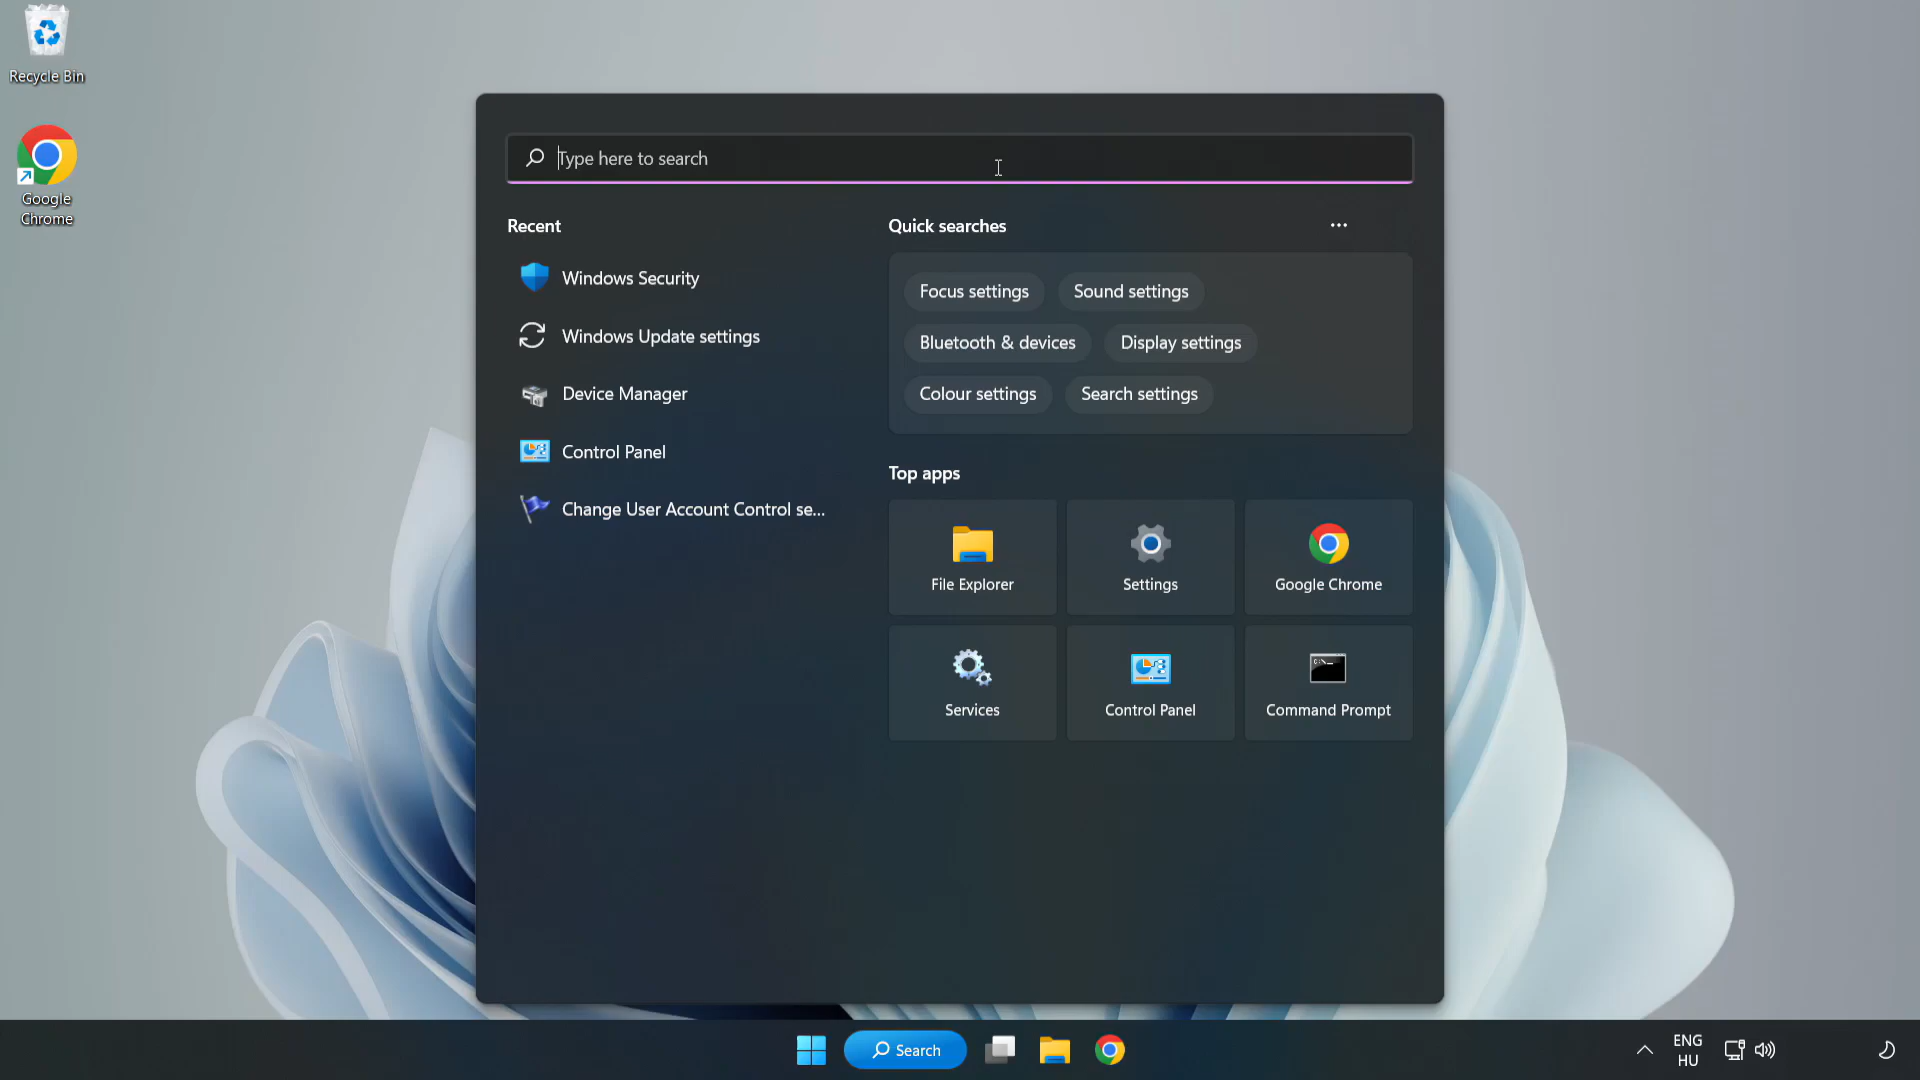 Recycle Bin
Google
Chrome
Type here to search
Recent
Windows Security
Windows Update settings
Device Manager
Control Panel
Change User Account Control se...
Quick searches
Focus settings
Sound settings
Bluetooth & devices
Display settings
Colour settings
Search settings
Top apps
File Explorer
Settings
Google Chrome
Services
Control Panel
Command Prompt
Search
ENG
HU